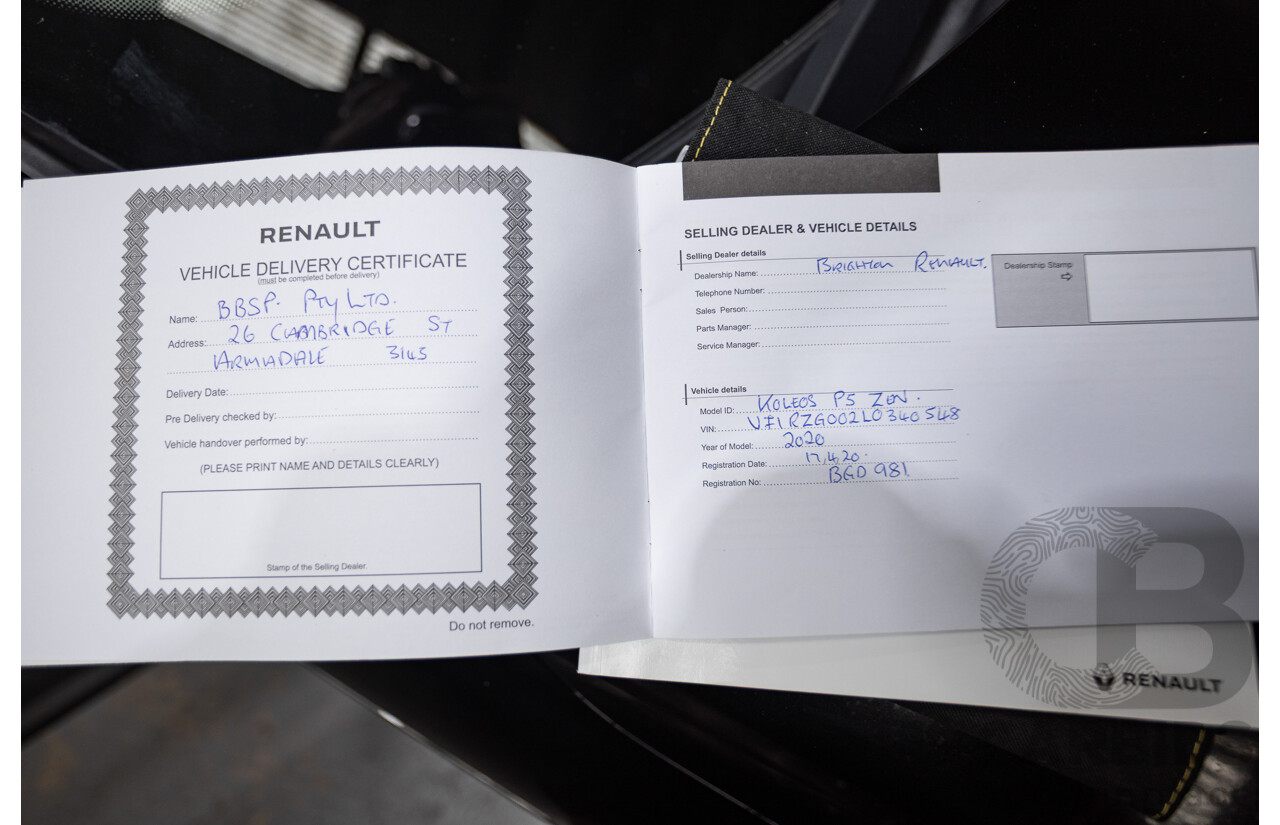 RENAULT
VEHICLE DELIVERY CERTIFICATE
(must be completed before delivery)
Name: BBSP. Pty LTD.
Address: 26 CAMBRIDGE ST
ARMADALE 3145
Delivery Date:
Pre Delivery checked by:
Vehicle handover performed by:
(PLEASE PRINT NAME AND DETAILS CLEARLY)
Stamp of the Selling Dealer.
Do not remove.
SELLING DEALER & VEHICLE DETAILS
Selling Dealer details
Dealership Name: BRIGHTON RENAULT.
Telephone Number:
Sales Person:
Parts Manager:
Service Manager:
Dealership Stamp
Vehicle details
Model ID: KOLEOS P5 ZEN.
VIN: VF1RZG002L0340548
Year of Model: 2020
Registration Date: 17,4,20.
Registration No: BGD 981.
RENAULT
CB